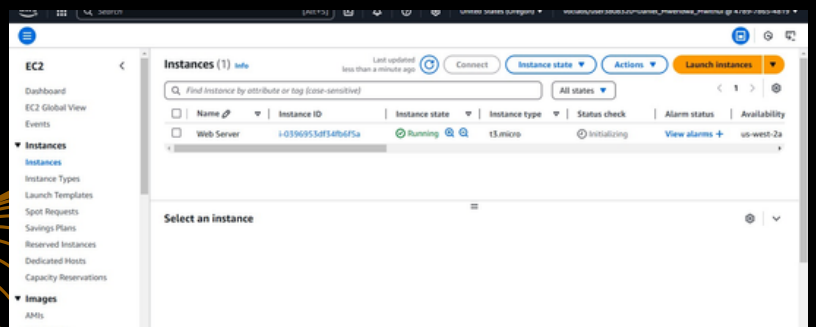 Search
[Alt+S]
United States (Oregon)
EC2
Dashboard
EC2 Global View
Events
Instances
Instances
Instance Types
Launch Templates
Spot Requests
Savings Plans
Reserved Instances
Dedicated Hosts
Capacity Reservations
Images
AMIs
Instances (1) Info
Last updated
less than a minute ago
Connect
Instance state
Actions
Launch instances
Find Instance by attribute or tag (case-sensitive)
All states
1
Name Instance ID Instance state Instance type Status check Alarm status Availability
Web Server i-0396953df34fb6f5a Running t3.micro Initializing View alarms + us-west-2a
Select an instance